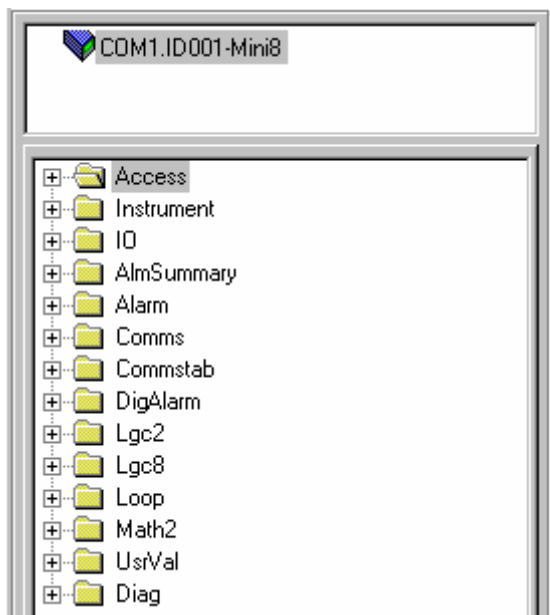 COM1.ID001-Mini8
Access
Instrument
IO
AlmSummary
Alarm
Comms
Commstab
DigAlarm
Lgc2
Lgc8
Loop
Math2
UsrVal
Diag